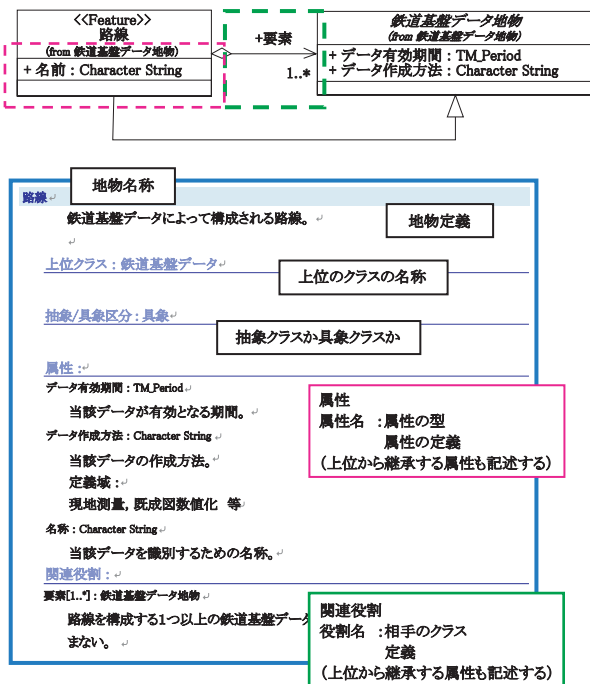 <<Feature>>
路線
(from 鉄道基盤データ地物)
+ 名前 : Character String
+要素
1..*
鉄道基盤データ地物
(from 鉄道基盤データ地物)
+ データ有効期間 : TM_Period
+ データ作成方法 : Character String
地物名称
路線
鉄道基盤データによって構成される路線。
地物定義
上位クラス : 鉄道基盤データ
上位のクラスの名称
抽象/具象区分 : 具象
抽象クラスか具象クラスか
属性 :
データ有効期間 : TM_Period
当該データが有効となる期間。
データ作成方法 : Character String
当該データの作成方法。
定義域 :
現地測量, 既成図数値化 等
名称 : Character String
当該データを識別するための名称。
属性
属性名 :属性の型
属性の定義
(上位から継承する属性も記述する)
関連役割 :
要素[1..*] : 鉄道基盤データ地物
路線を構成する1つ以上の鉄道基盤データ
まない。
関連役割
役割名 :相手のクラス
定義
(上位から継承する属性も記述する)